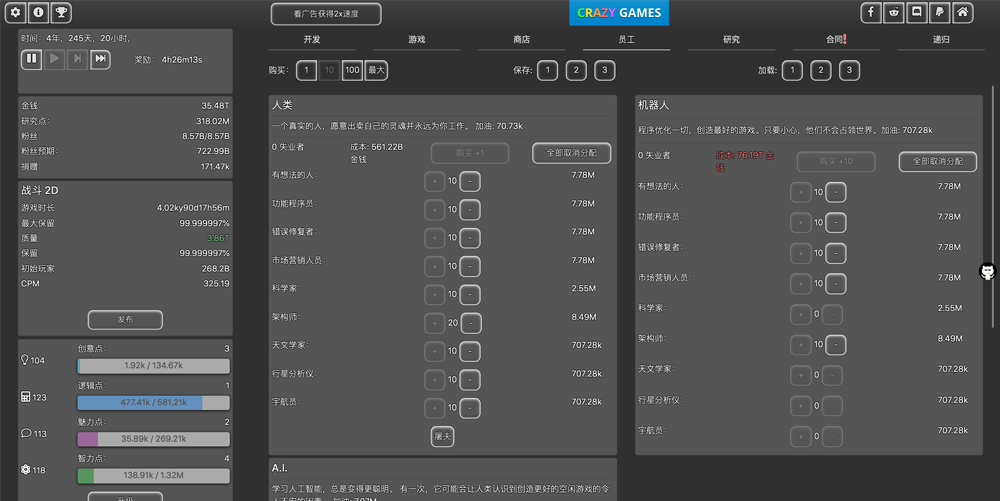 看广告获得2x速度
CRAZY GAMES
时间：4年，245天，20小时，
奖励： 4h26m13s
开发
游戏
商店
员工
研究
合同!
递归
购买： 1 10 100 最大
保存： 1 2 3
加载： 1 2 3
金钱 35.48T
研究点： 318.02M
粉丝 8.57B/8.57B
粉丝预期： 722.99B
捐赠 171.47k
战斗 2D
游戏时长 4.02ky90d17h56m
最大保留 99.999997%
质量 3.86T
保留 99.999997%
初始玩家 268.2B
CPM 325.19
发布
104 创意点： 3
1.92k / 134.67k
123 逻辑点： 1
477.41k / 581.21k
113 魅力点： 2
35.89k / 269.21k
118 智力点： 4
138.91k / 1.32M
人类
一个真实的人，愿意出卖自己的灵魂并永远为你工作。 加油: 70.73k
0 失业者
成本: 561.22B
金钱
购买 +1
全部取消分配
有想法的人: + 10 - 7.78M
功能程序员: + 10 - 7.78M
错误修复者: + 10 - 7.78M
市场营销人员: + 10 - 7.78M
科学家: + 10 - 2.55M
架构师: + 20 - 8.49M
天文学家: + 10 - 707.28k
行星分析仪: + 10 - 707.28k
宇航员: + 10 - 707.28k
屠夫
A.I.
学习人工智能，总是变得更聪明。 有一次，它可能会让人类认识到创造更好的空闲游戏的令
机器人
程序优化一切，创造最好的游戏。只要小心，他们不会占领世界。加油: 707.28k
0 失业者
成本: 76.19T 金
钱
购买 +10
全部取消分配
有想法的人: + 10 - 7.78M
功能程序员: + 10 - 7.78M
错误修复者: + 10 - 7.78M
市场营销人员: + 10 - 7.78M
科学家: + 0 - 2.55M
架构师: + 10 - 8.49M
天文学家: + 0 - 707.28k
行星分析仪: + 0 - 707.28k
宇航员: + 0 - 707.28k